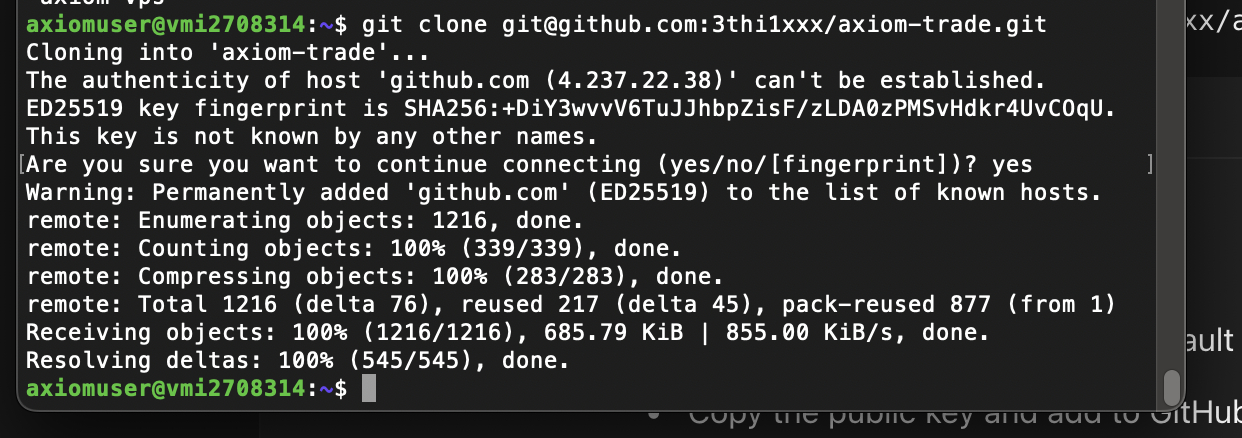 axiomuser@vmi2708314:~$ git clone git@github.com:3thi1xxx/axiom-trade.git
Cloning into 'axiom-trade'...
The authenticity of host 'github.com (4.237.22.38)' can't be established.
ED25519 key fingerprint is SHA256:+DiY3wvvV6TuJJhbpZisF/zLDA0zPMSvHdkr4UvCOqU.
This key is not known by any other names.
[Are you sure you want to continue connecting (yes/no/[fingerprint])? yes ]
Warning: Permanently added 'github.com' (ED25519) to the list of known hosts.
remote: Enumerating objects: 1216, done.
remote: Counting objects: 100% (339/339), done.
remote: Compressing objects: 100% (283/283), done.
remote: Total 1216 (delta 76), reused 217 (delta 45), pack-reused 877 (from 1)
Receiving objects: 100% (1216/1216), 685.79 KiB | 855.00 KiB/s, done.
Resolving deltas: 100% (545/545), done.
axiomuser@vmi2708314:~$
ault
Copy the public key and add to GitHub